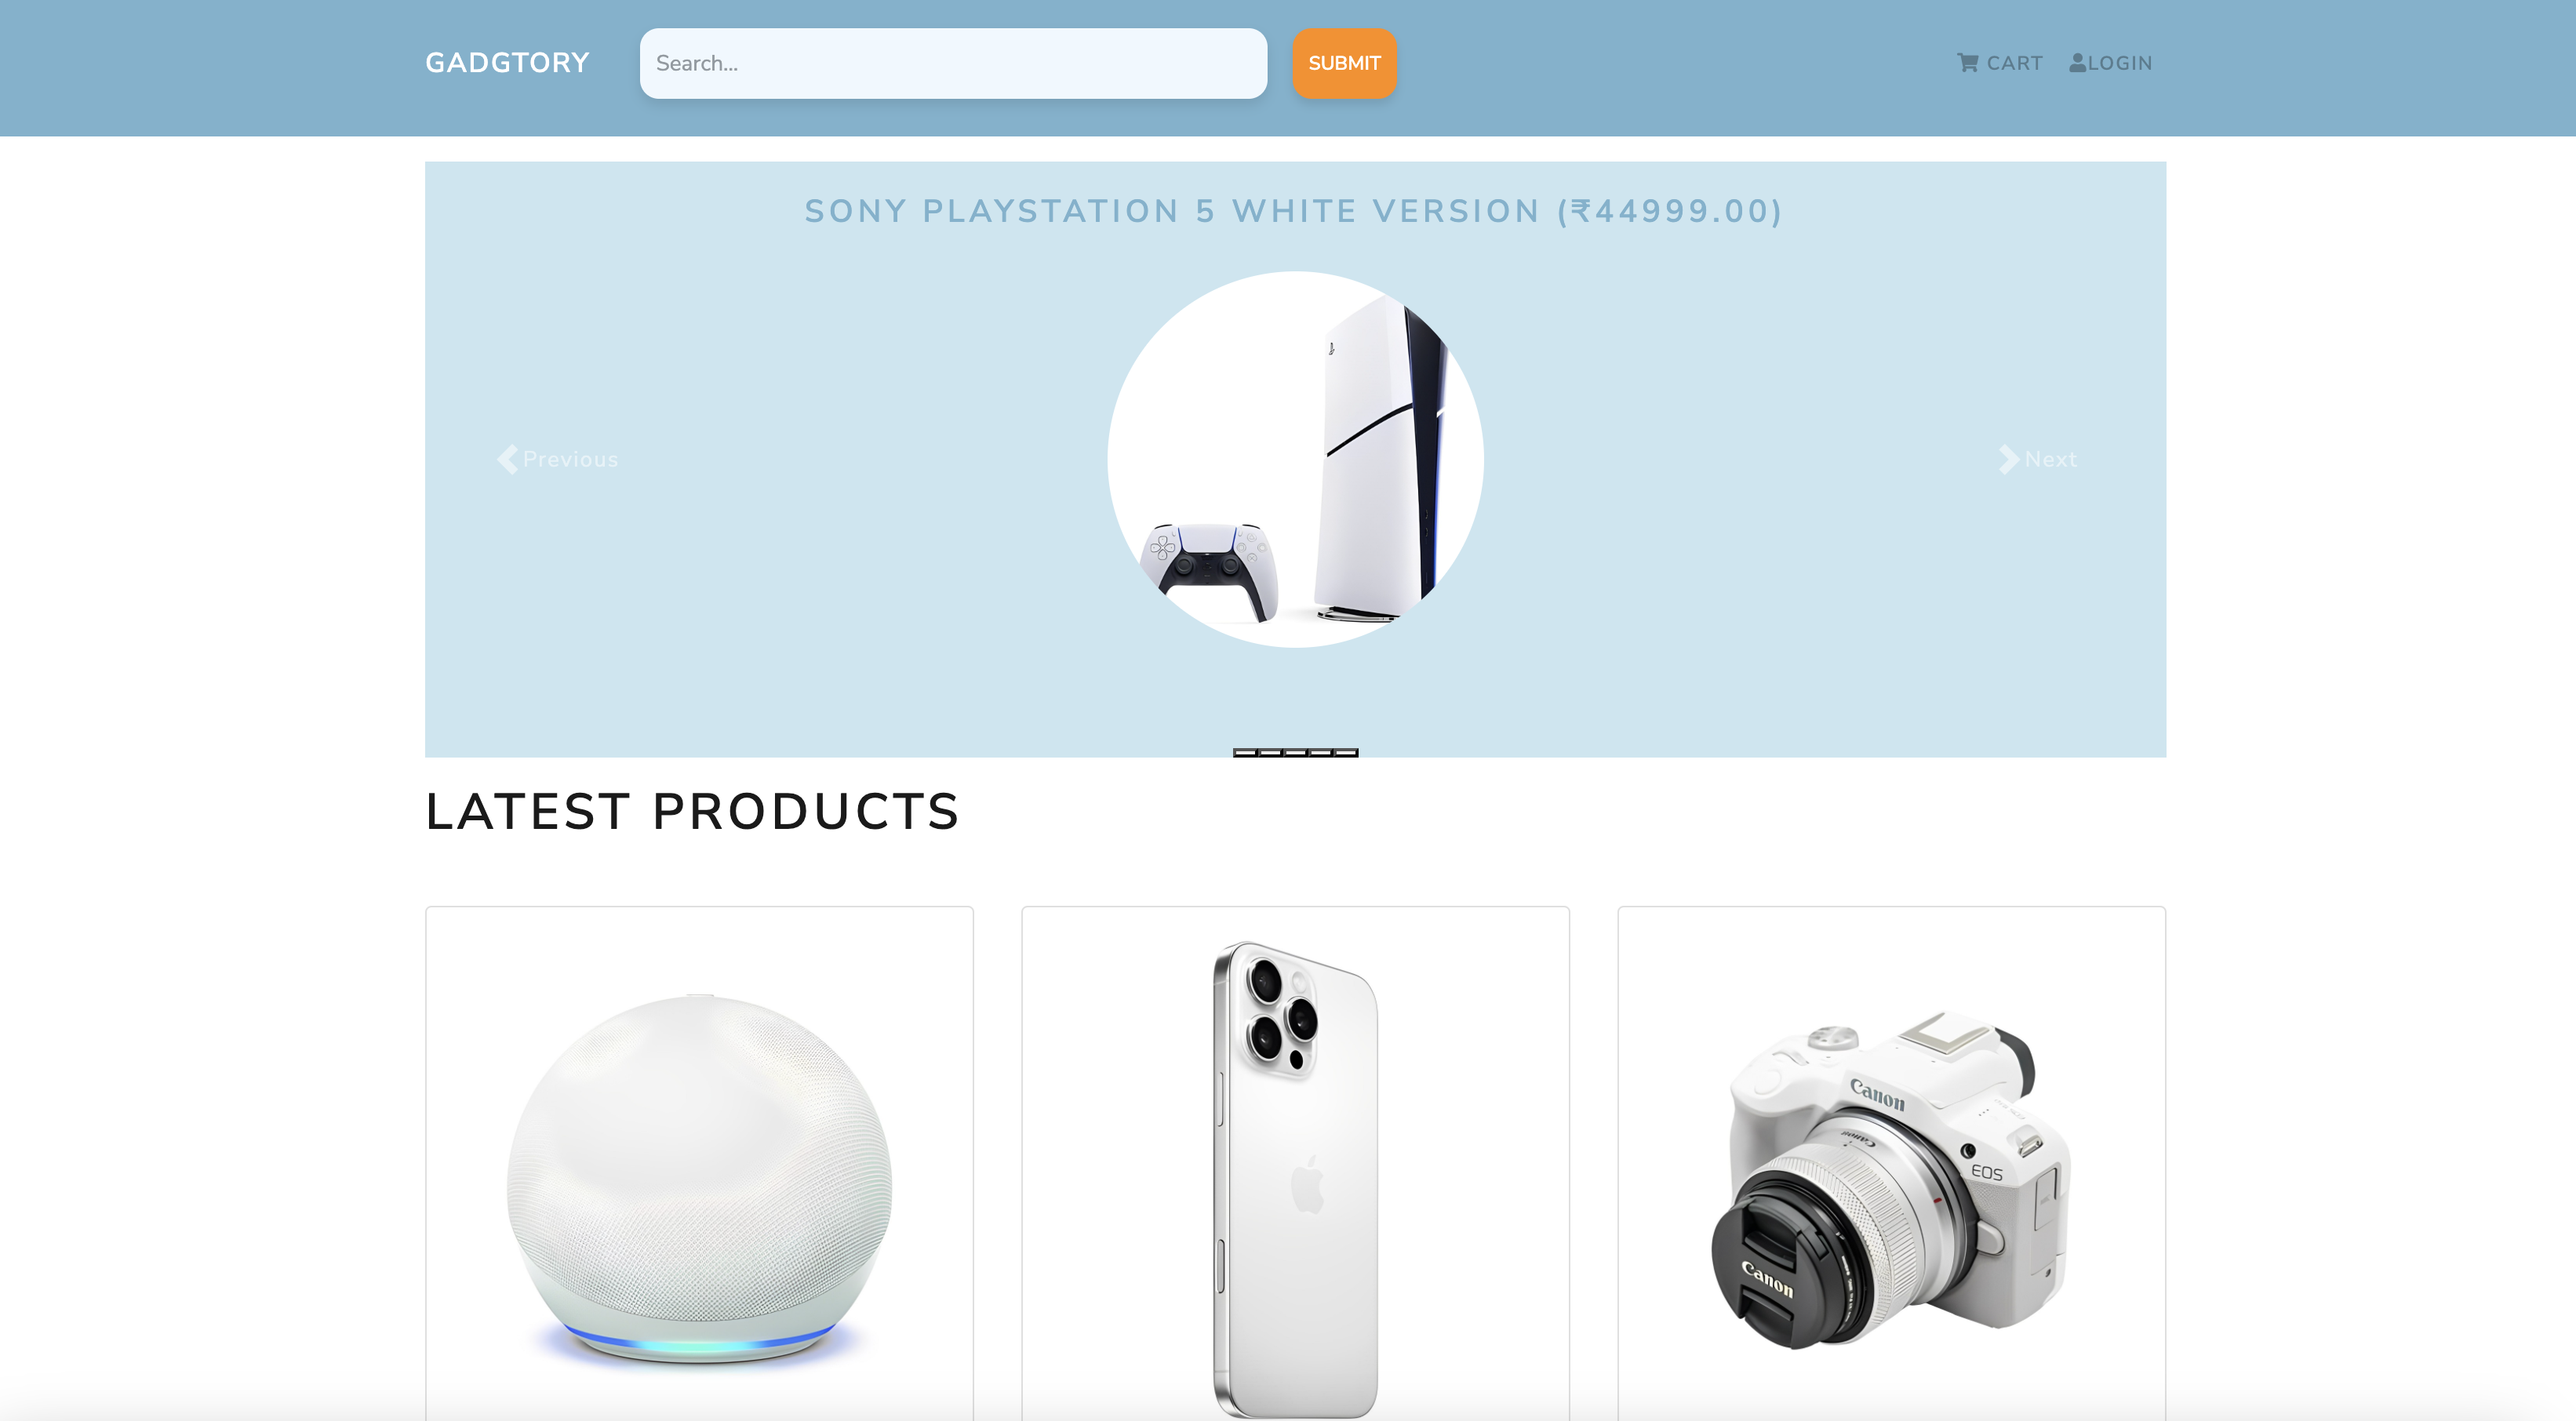 GADGTORY
Search...
SUBMIT
CART
LOGIN
SONY PLAYSTATION 5 WHITE VERSION (₹44999.00)
Previous
Next
LATEST PRODUCTS
Canon
Canon
EOS
Canon